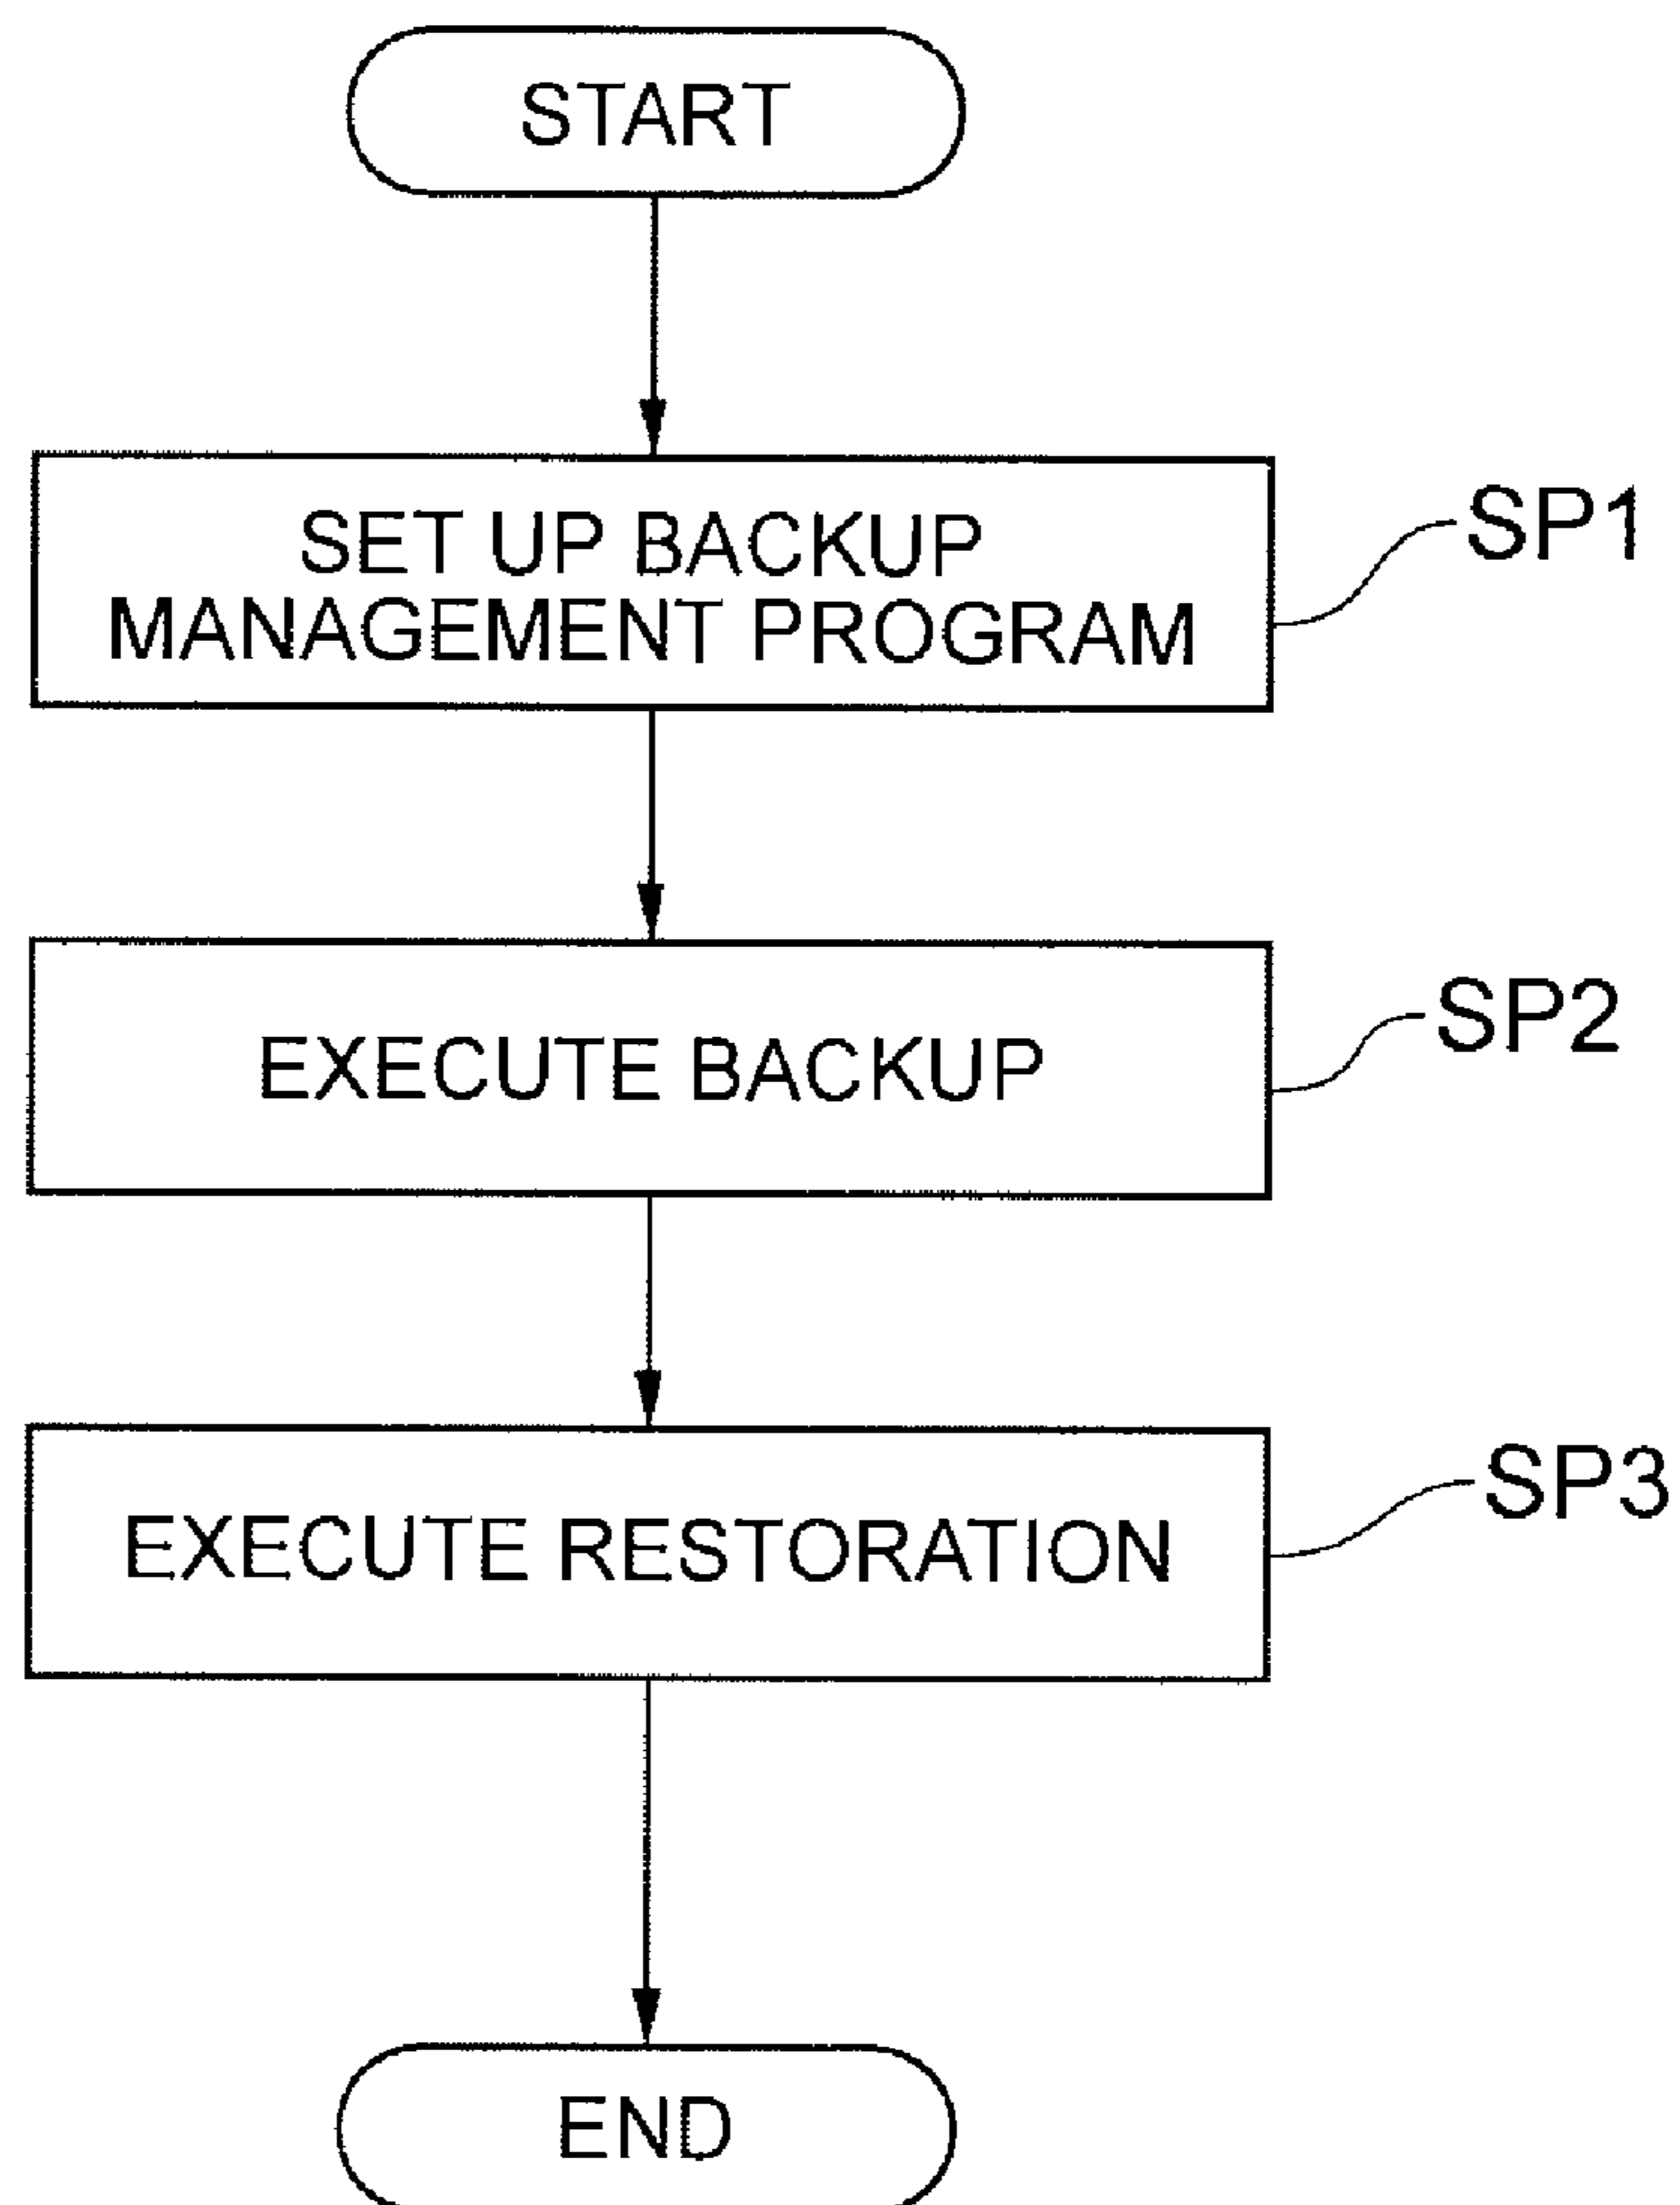 START
SET UP BACKUP
MANAGEMENT PROGRAM
SP1
EXECUTE BACKUP
SP2
EXECUTE RESTORATION
SP3
END